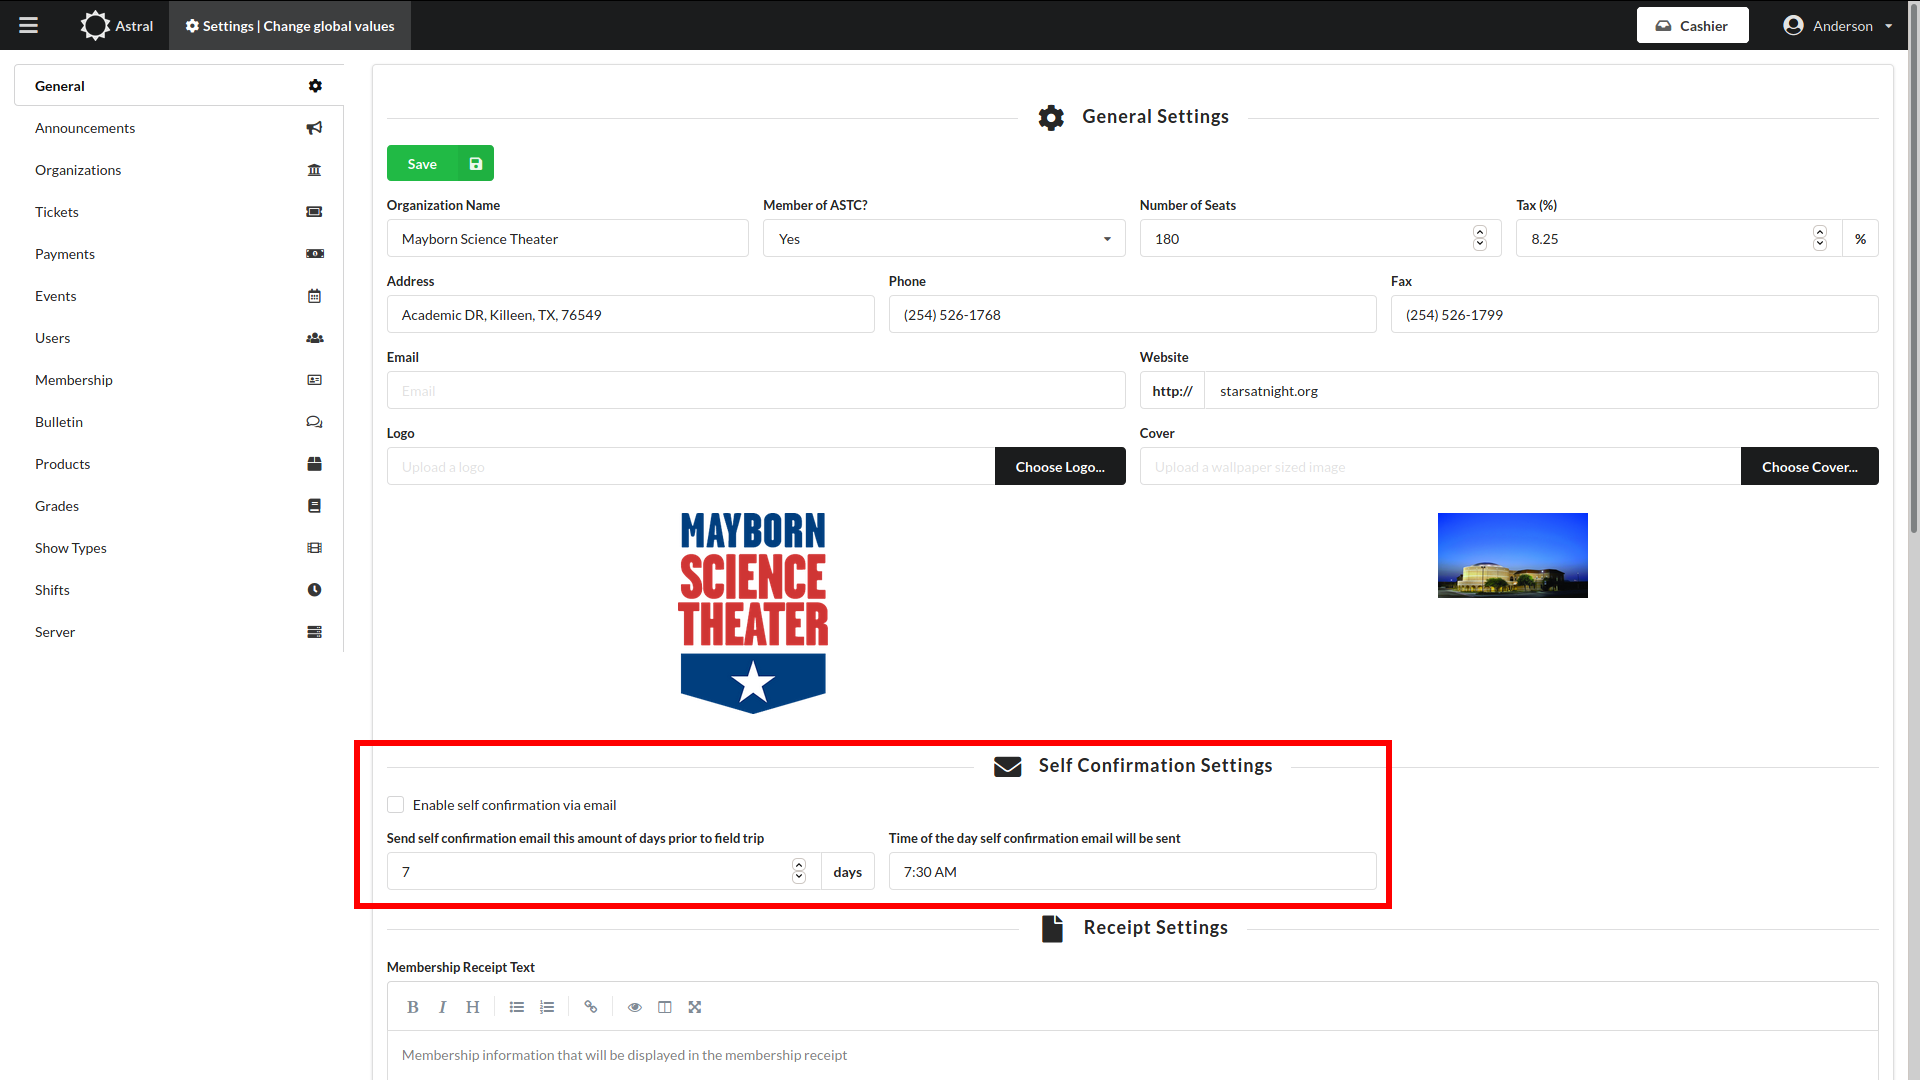 Astral
Settings | Change global values
Cashier
Anderson
General
Announcements
Organizations
Tickets
Payments
Events
Users
Membership
Bulletin
Products
Grades
Show Types
Shifts
Server
General Settings
Save
Organization Name
Member of ASTC?
Number of Seats
Tax (%)
Mayborn Science Theater
Yes
180
8.25
%
Address
Phone
Fax
Academic DR, Killeen, TX, 76549
(254) 526-1768
(254) 526-1799
Email
Website
Email
http://
starsatnight.org
Logo
Cover
Upload a logo
Choose Logo...
Upload a wallpaper sized image
Choose Cover...
MAYBORN
SCIENCE
THEATER
Self Confirmation Settings
Enable self confirmation via email
Send self confirmation email this amount of days prior to field trip
Time of the day self confirmation email will be sent
7
days
7:30 AM
Receipt Settings
Membership Receipt Text
B I H
Membership information that will be displayed in the membership receipt